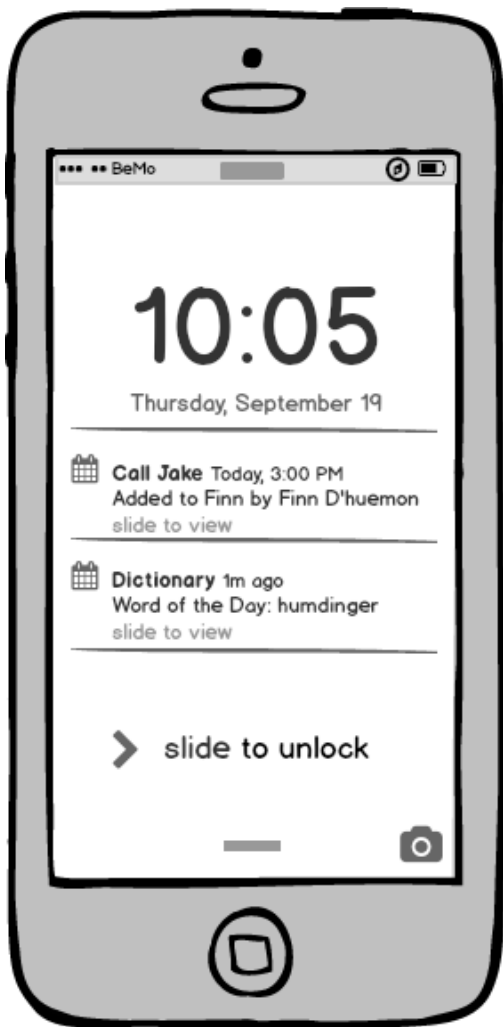 BeMo
10:05
Thursday, September 19
Call Jake Today, 3:00 PM
Added to Finn by Finn D'huemon
slide to view
Dictionary 1m ago
Word of the Day: humdinger
slide to view
slide to unlock